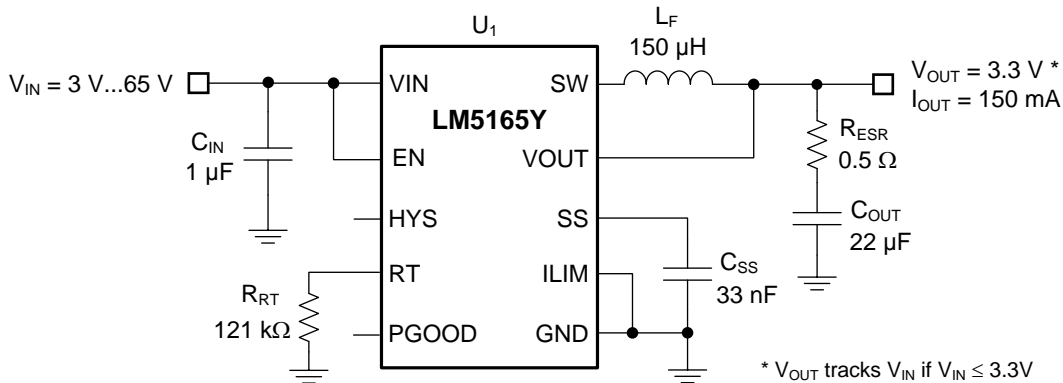 U1
LF
150 µH
VIN = 3 V...65 V
VIN
SW
VOUT = 3.3 V *
IOUT = 150 mA
LM5165Y
CIN
1 µF
RESR
0.5 Ω
EN
VOUT
HYS
SS
COUT
22 µF
RT
ILIM
CSS
33 nF
RRT
121 kΩ
PGOOD
GND
* VOUT tracks VIN if VIN ≤ 3.3V